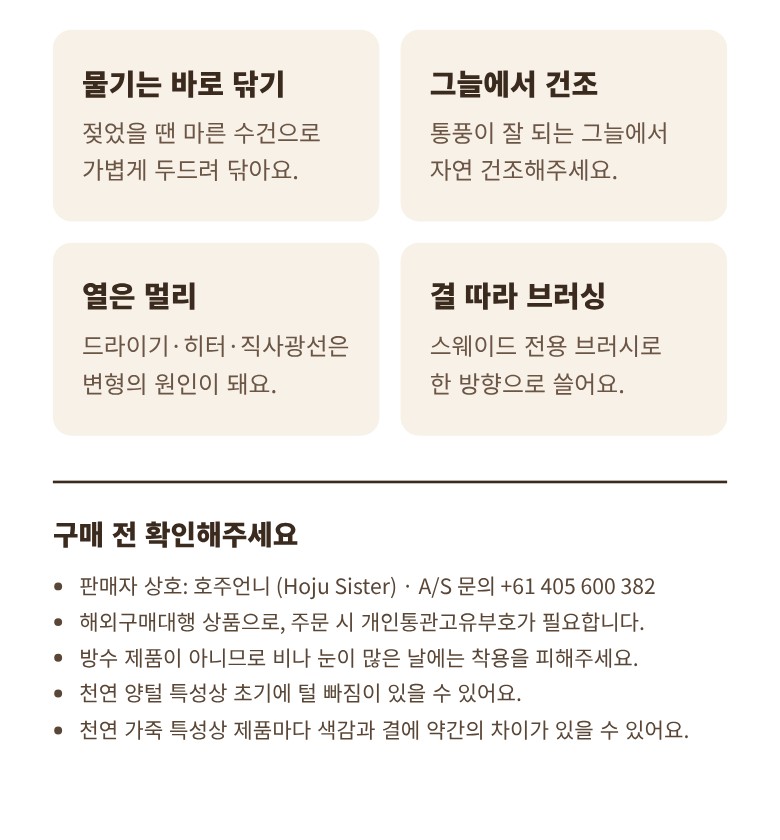 물기는 바로 닦기
젖었을 땐 마른 수건으로
가볍게 두드려 닦아요.
그늘에서 건조
통풍이 잘 되는 그늘에서
자연 건조해주세요.
열은 멀리
드라이기·히터·직사광선은
변형의 원인이 돼요.
결 따라 브러싱
스웨이드 전용 브러시로
한 방향으로 쓸어요.
구매 전 확인해주세요
• 판매자 상호: 호주언니 (Hoju Sister) · A/S 문의 +61 405 600 382
• 해외구매대행 상품으로, 주문 시 개인통관고유부호가 필요합니다.
• 방수 제품이 아니므로 비나 눈이 많은 날에는 착용을 피해주세요.
• 천연 양털 특성상 초기에 털 빠짐이 있을 수 있어요.
• 천연 가죽 특성상 제품마다 색감과 결에 약간의 차이가 있을 수 있어요.